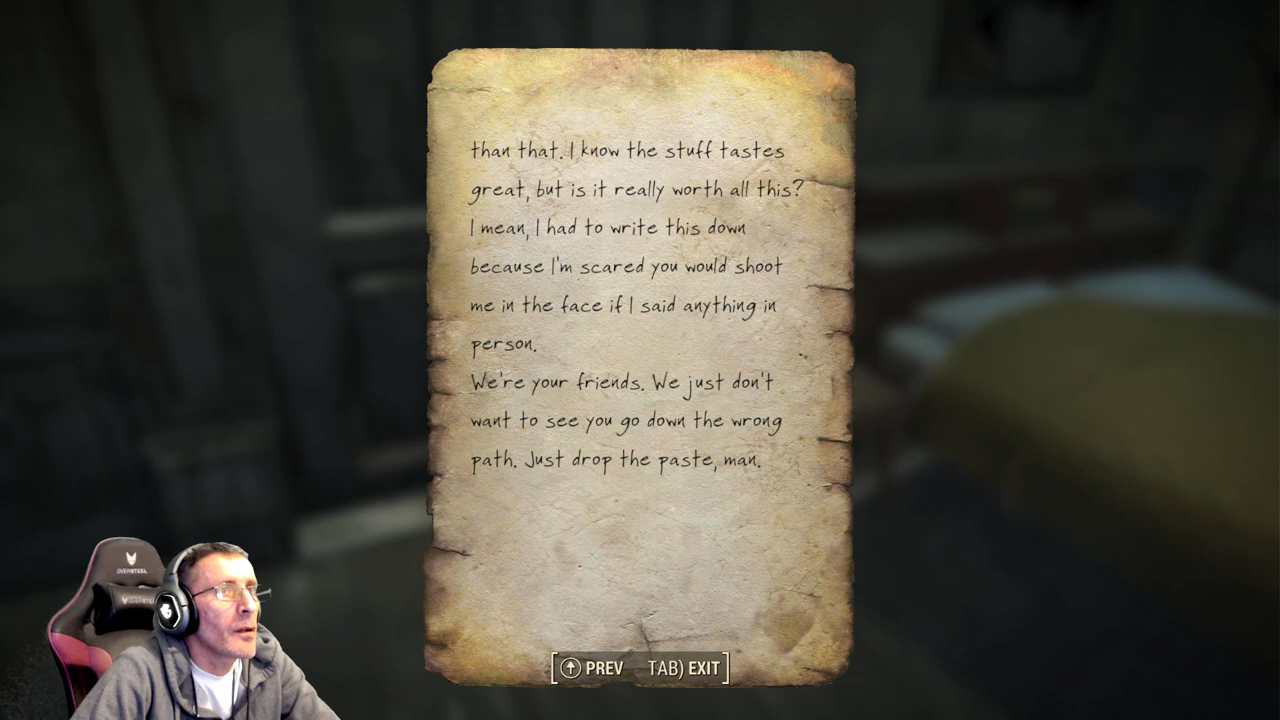 than that. I know the stuff tastes
great, but is it really worth all this?
I mean, I had to write this down
because I'm scared you would shoot
me in the face if I said anything in
person.
We're your friends. We just don't
want to see you go down the wrong
path. Just drop the paste, man.
PREV TAB) EXIT
OVERSTEEL